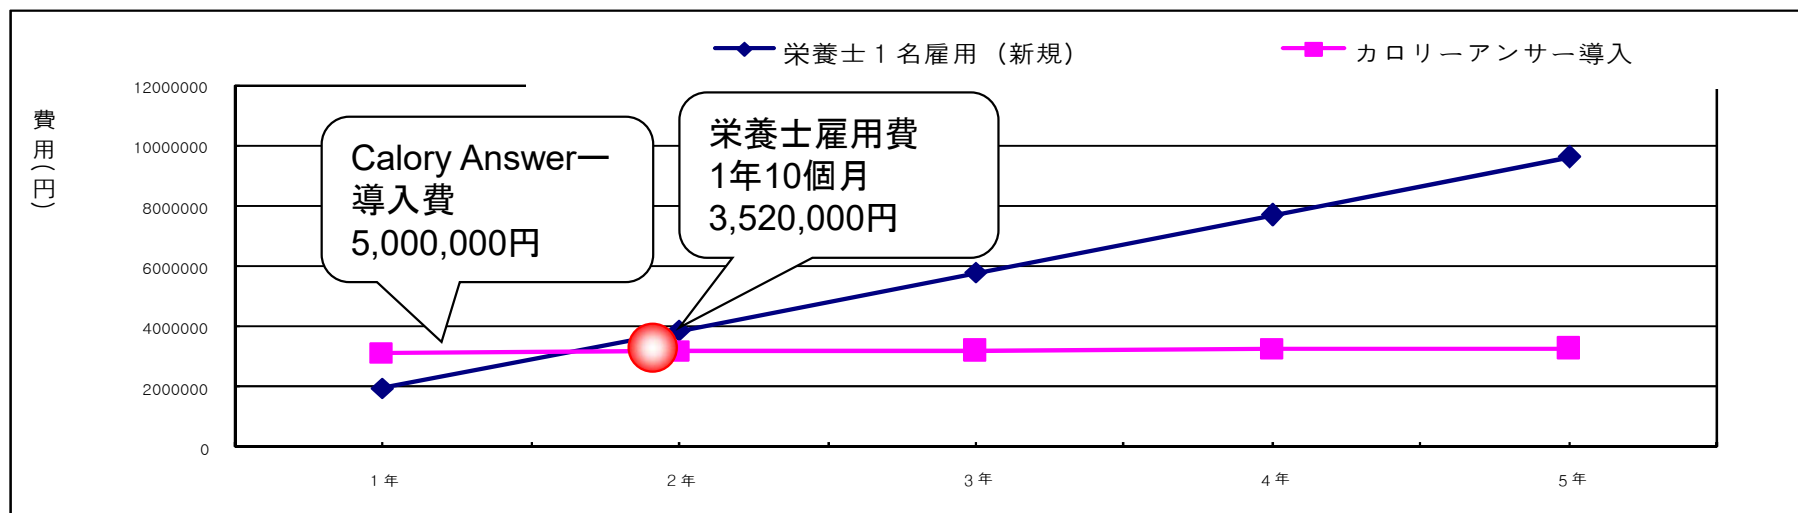 栄養士１名雇用（新規）
カロリーアンサー導入
費用(円)
12000000
10000000
8000000
6000000
4000000
2000000
0
Calory Answerー
導入費
5,000,000円
栄養士雇用費
1年10個月
3,520,000円
1年
2年
3年
4年
5年